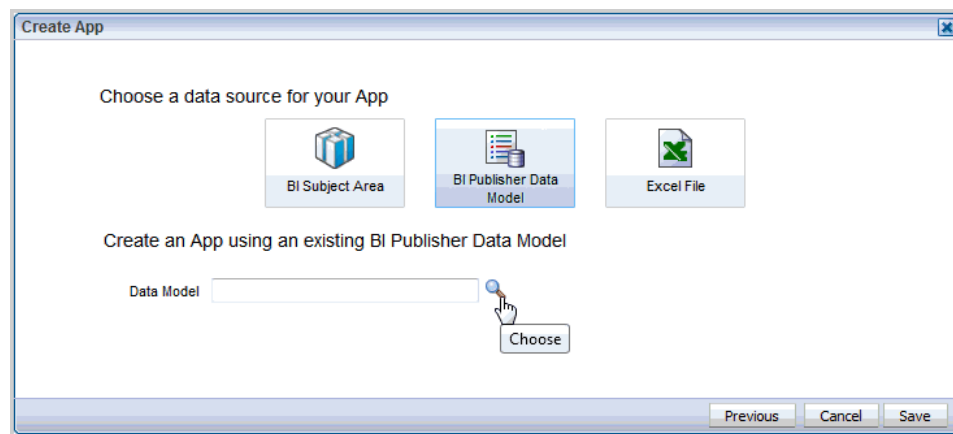 Create App
Choose a data source for your App
BI Subject Area
BI Publisher Data
Model
Excel File
Create an App using an existing BI Publisher Data Model
Data Model
Choose
Previous Cancel Save